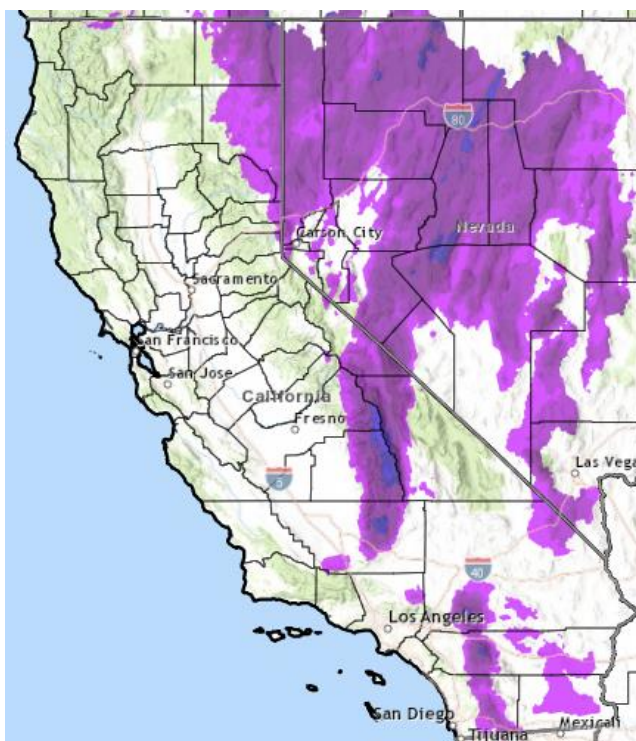 80
Nevada
Carson City
Sacramento
San Francisco
San Jose
California
Fresno
Las Vega
5
40
Los Angeles
San Diego
Mexicali
Tijuana